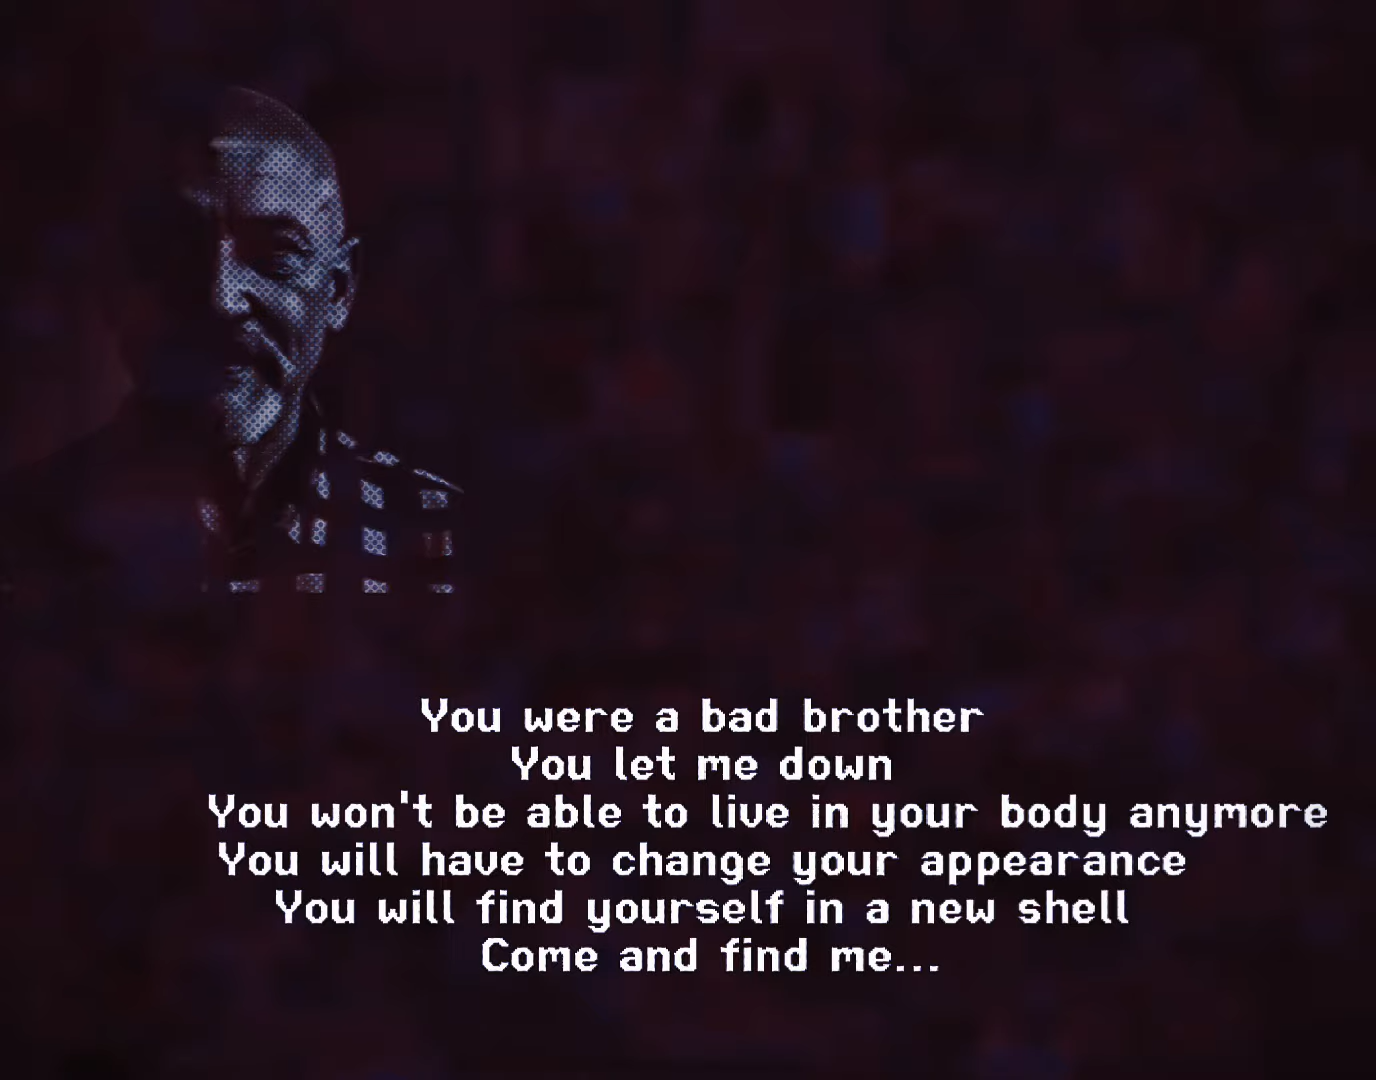 You were a bad brother
You let me down
You won't be able to live in your body anymore
You will have to change your appearance
You will find yourself in a new shell
Come and find me...